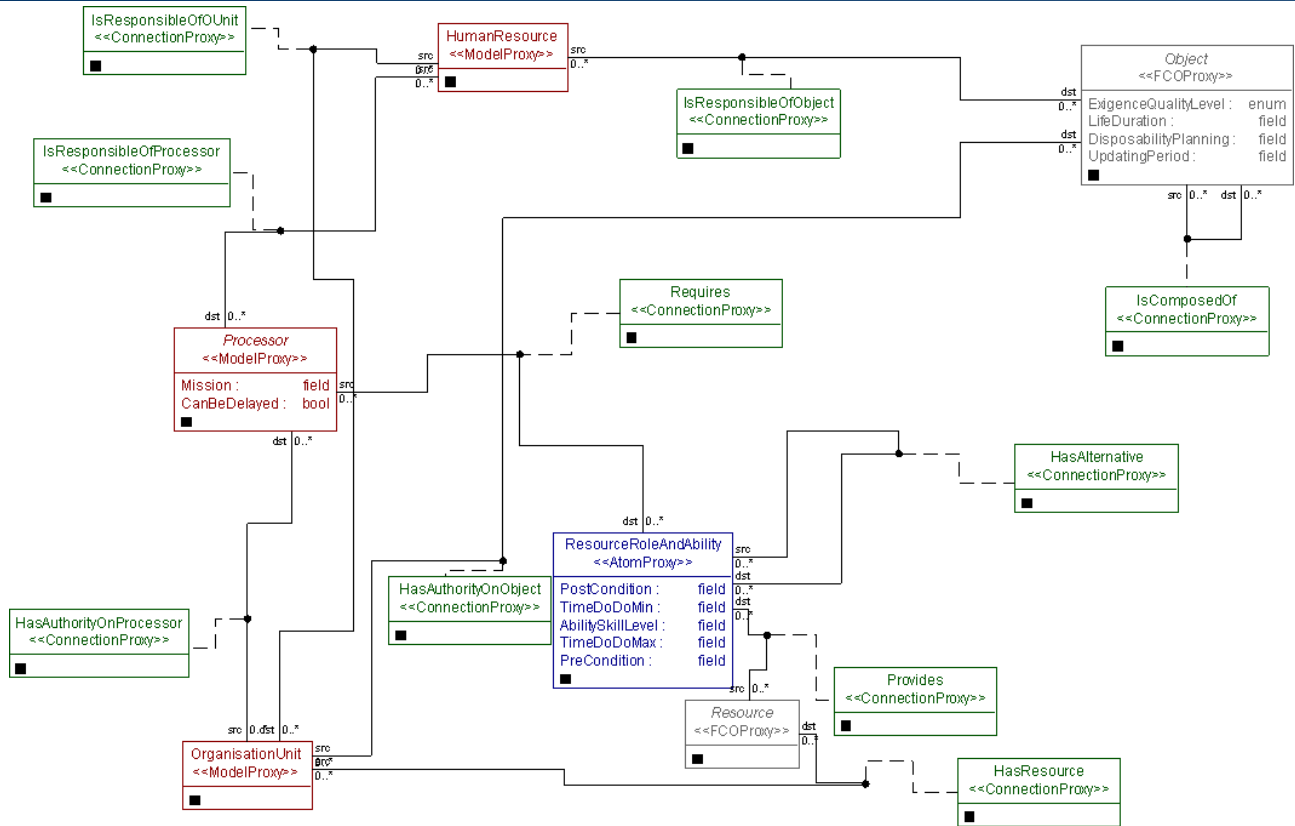 IsResponsibleOfOUnit
<<ConnectionProxy>>
HumanResource
<<ModelProxy>>
src
0..*
src
0..*
src
0..*
Object
<<FCOProxy>>
ExigenceQualityLevel : enum
LifeDuration : field
DisposabilityPlanning : field
UpdatingPeriod : field
dst
0..*
dst
0..*
src 0..* dst 0..*
IsResponsibleOfObject
<<ConnectionProxy>>
IsResponsibleOfProcessor
<<ConnectionProxy>>
IsComposedOf
<<ConnectionProxy>>
Requires
<<ConnectionProxy>>
dst 0..*
Processor
<<ModelProxy>>
Mission : field
CanBeDelayed : bool
src
0..*
dst 0..*
HasAlternative
<<ConnectionProxy>>
dst 0..*
ResourceRoleAndAbility
<<AtomProxy>>
PostCondition : field
TimeDoDoMin : field
AbilitySkillLevel : field
TimeDoDoMax : field
PreCondition : field
src
0..*
dst
0..*
dst
0..*
HasAuthorityOnObject
<<ConnectionProxy>>
HasAuthorityOnProcessor
<<ConnectionProxy>>
Provides
<<ConnectionProxy>>
src 0..*
Resource
<<FCOProxy>>
dst
0..*
src 0..* dst 0..*
OrganisationUnit
<<ModelProxy>>
src
0..*
src
0..*
HasResource
<<ConnectionProxy>>